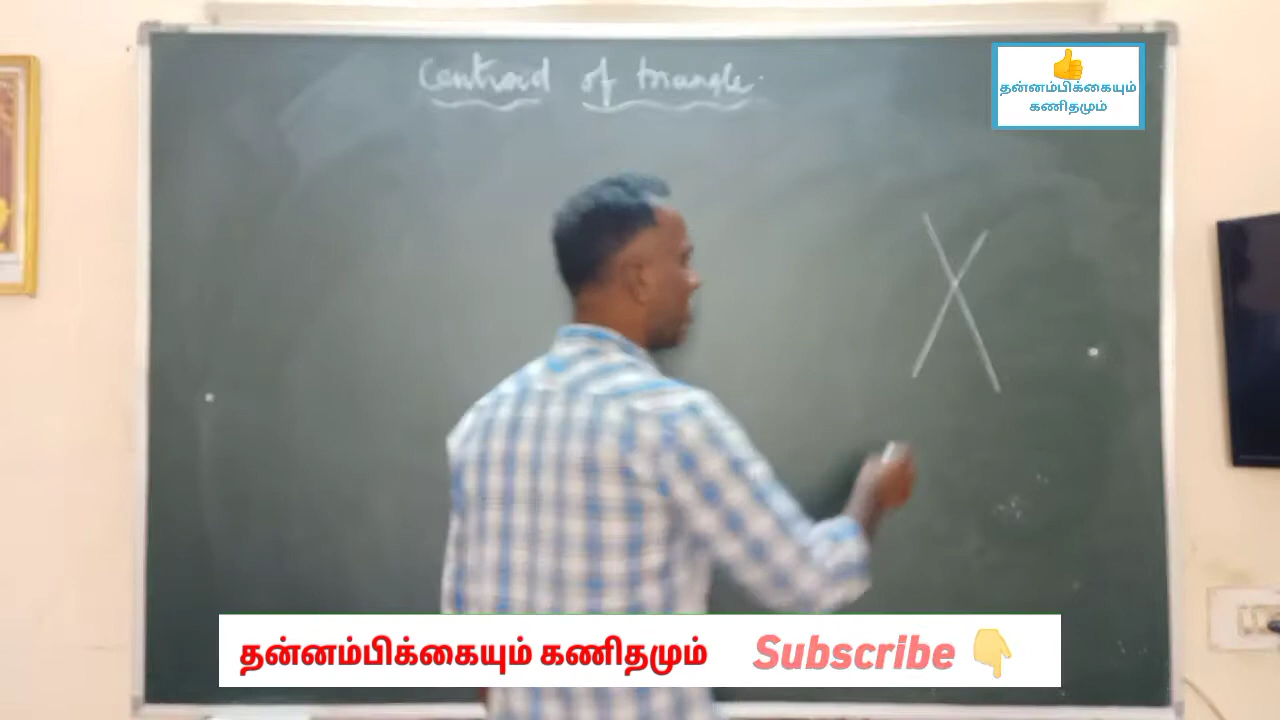 Centroid of triangle.
தன்னம்பிக்கையும்
கணிதமும்
தன்னம்பிக்கையும் கணிதமும் Subscribe